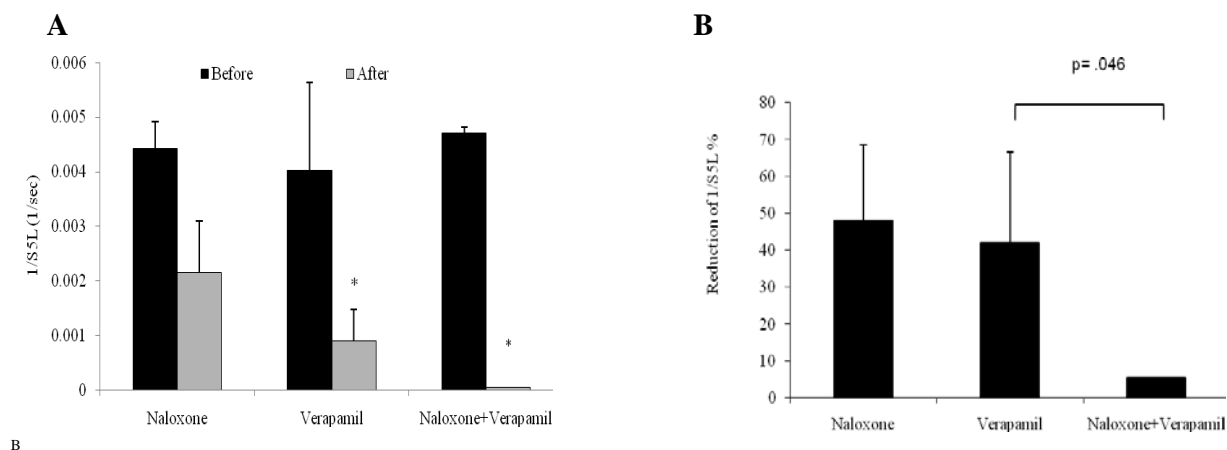 A
0.006
0.005
0.004
0.003
0.002
0.001
0
1/S5L (1/sec)
Before
After
*
*
Naloxone
Verapamil
Naloxone+Verapamil
B
B
p= .046
80
70
60
50
40
30
20
10
0
Reduction of 1/S5L %
Naloxone
Verapamil
Naloxone+Verapamil